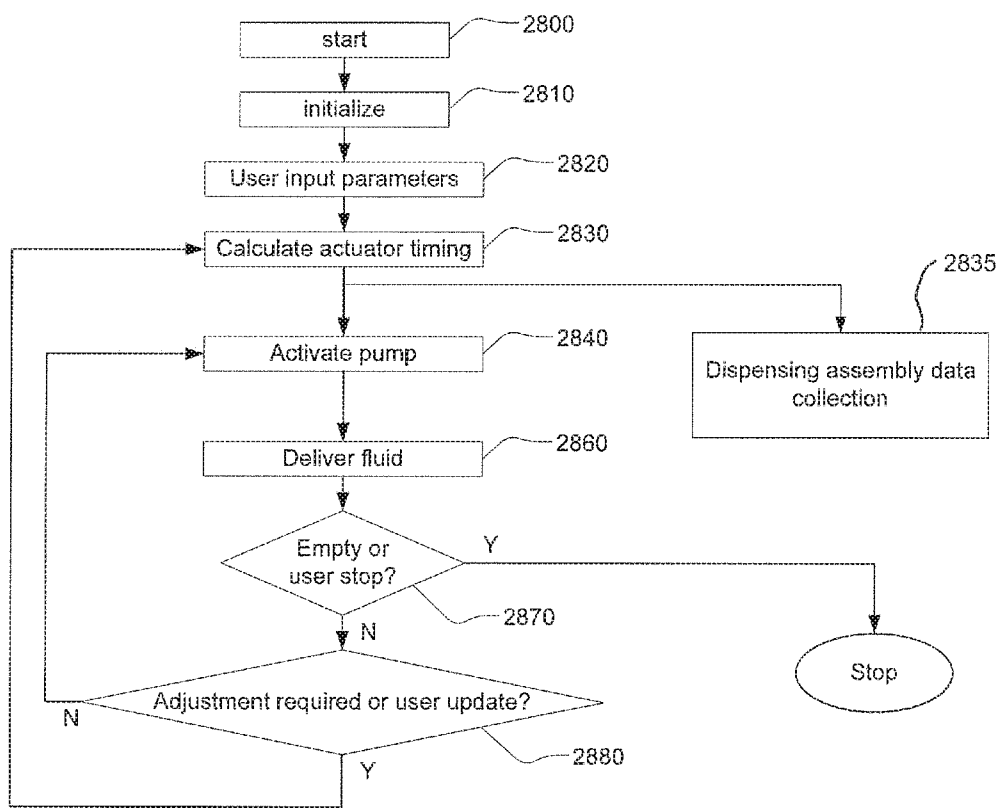 start
2800
initialize
2810
User input parameters
2820
Calculate actuator timing
2830
2835
Activate pump
2840
Dispensing assembly data
collection
Deliver fluid
2860
Empty or
user stop?
Y
2870
N
Stop
Adjustment required or user update?
N
2880
Y